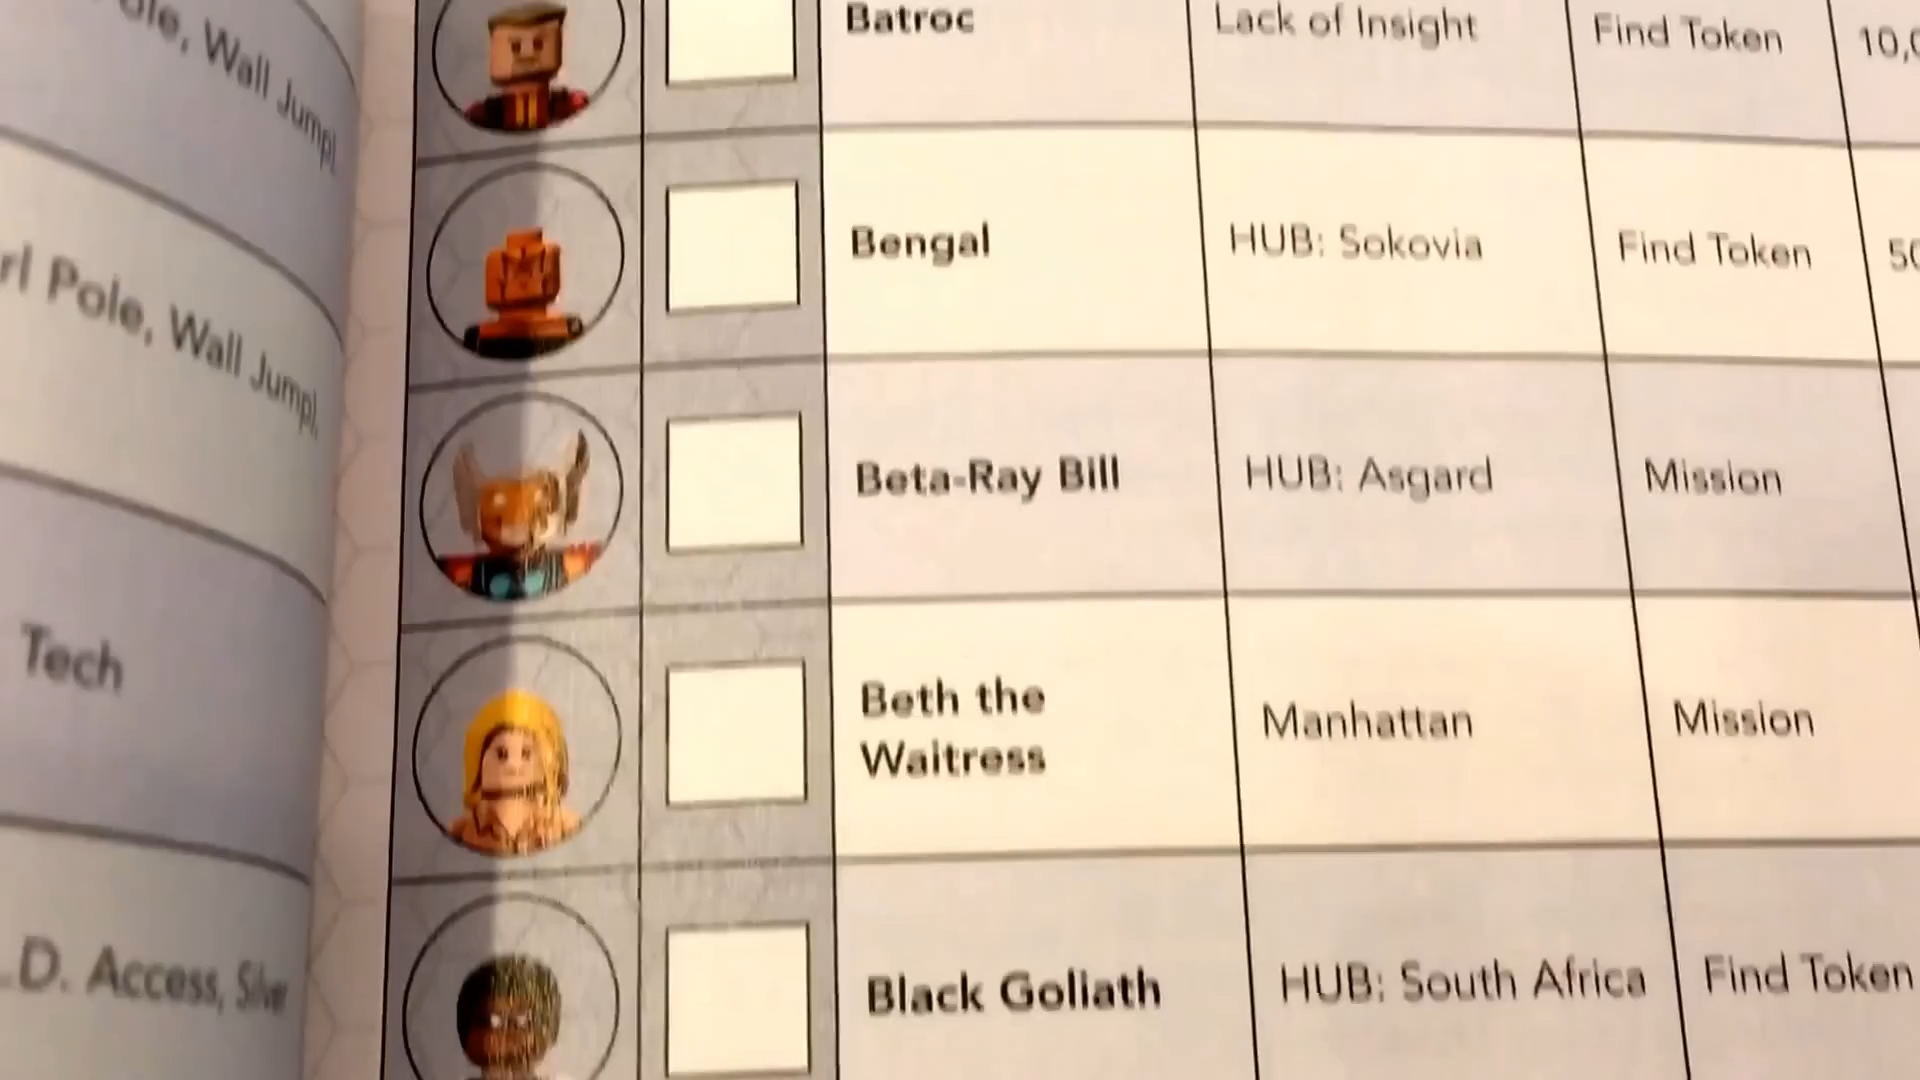 Pole, Wall Jump!
rl Pole, Wall Jump!,
Tech
.D. Access,
Batroc
Lack of Insight
Find Token
Bengal
HUB: Sokovia
Find Token
Beta-Ray Bill
HUB: Asgard
Mission
Beth the
Waitress
Manhattan
Mission
Black Goliath
HUB: South Africa
Find Token